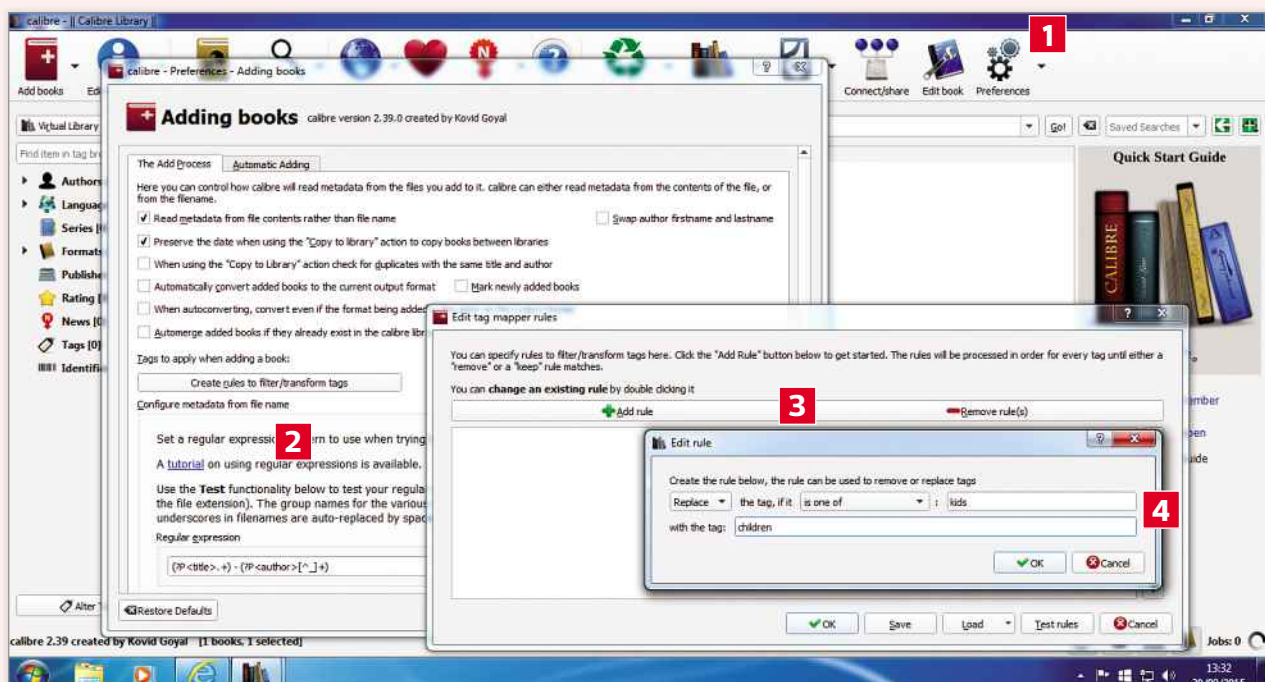 calibre - || Calibre Library ||
1
Add books
Connect/share
Edit book
Preferences
calibre - Preferences - Adding books
Adding books calibre version 2.39.0 created by Kovid Goyal
Virtual Library
Go!
Saved Searches
Find item in tag
Authors
Series
Formats
Rating
News
Tags [0]
The Add Process
Automatic Adding
Here you can control how calibre will read metadata from the files you add to it. calibre can either read metadata from the contents of the file, or
from the filename.
Read metadata from file contents rather than file name
Swap author firstname and lastname
Preserve the date when using the "Copy to library" action to copy books between libraries
When using the "Copy to Library" action check for duplicates with the same title and author
Automatically convert added books to the current output format
Mark newly added books
When autoconverting, convert even if the format being added
Automerge added books if they already exist in the calibre
Tags to apply when adding a book:
Create rules to filter/transform tags
Configure metadata from file name
Set a regular
to use when trying
2
A tutorial on using regular expressions is available.
Use the Test functionality below to test your
the file extension). The group names for the various
underscores in filenames are auto-replaced by
Regular expression
(?P<title>.+) - (?P<author>[^_]+)
Restore Defaults
Quick Start Guide
CALIBRE
Edit tag mapper rules
You can specify rules to filter/transform tags here. Click the "Add Rule" button below to get started. The rules will be processed in order for every tag until either a
"remove" or a "keep" rule matches.
You can change an existing rule by double clicking it
Add rule
3
Remove rule(s)
Edit rule
Create the rule below, the rule can be used to remove or replace tags
Replace the tag, if it is one of : kids
4
with the tag: children
OK
Cancel
OK
Save
Load
Test rules
Cancel
Alter
calibre 2.39 created by Kovid Goyal [1 books, 1 selected]
Jobs: 0
13:32